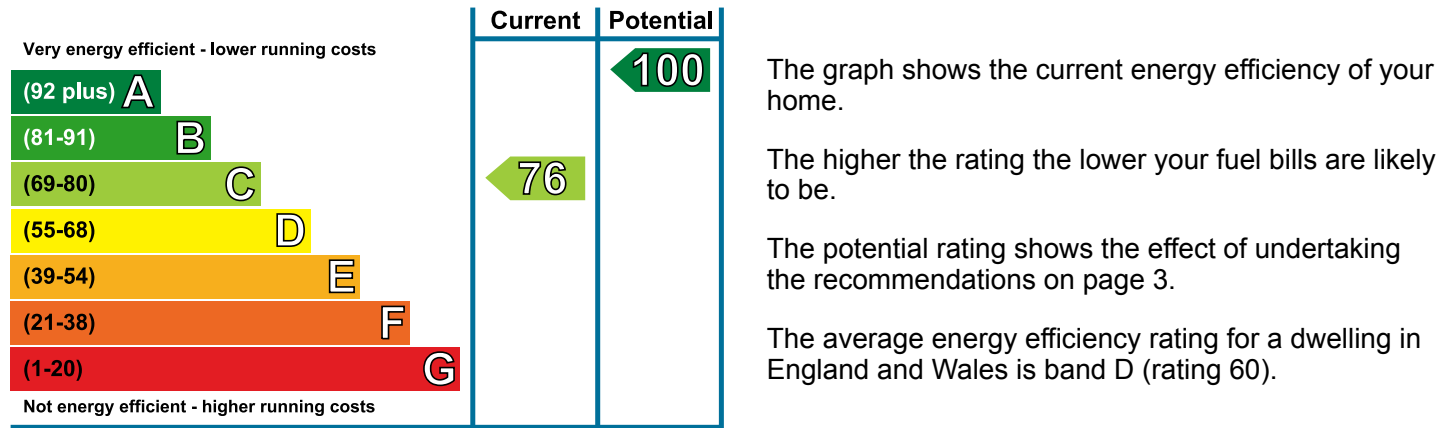 Current Potential
Very energy efficient - lower running costs
(92 plus) A
100
(81-91) B
(69-80) C
76
(55-68) D
(39-54) E
(21-38) F
(1-20) G
Not energy efficient - higher running costs
The graph shows the current energy efficiency of your
home.
The higher the rating the lower your fuel bills are likely
to be.
The potential rating shows the effect of undertaking
the recommendations on page 3.
The average energy efficiency rating for a dwelling in
England and Wales is band D (rating 60).